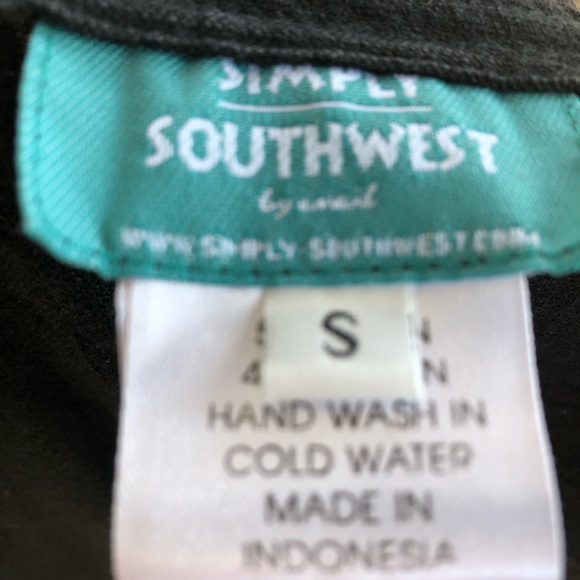 SIMPLY
SOUTHWEST
by
WWW.SIMPLY-SOUTHWEST.COM
S
HAND WASH IN
COLD WATER
MADE IN
INDONESIA